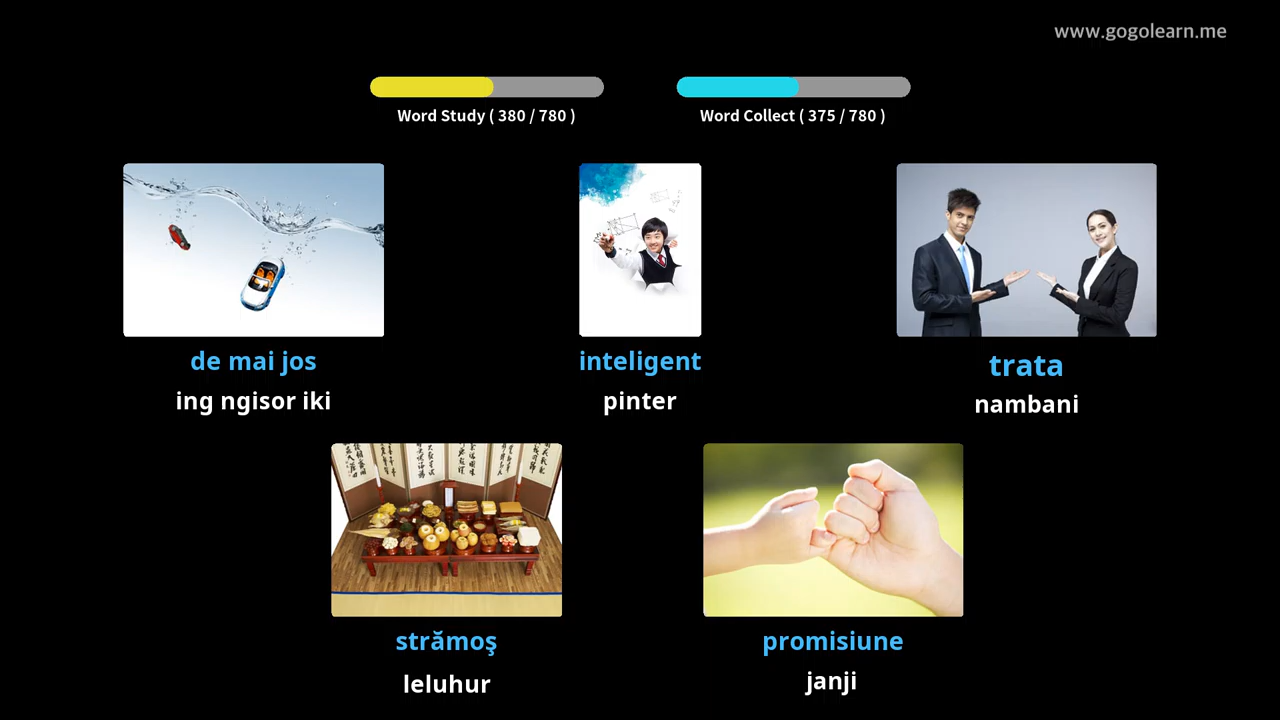 www.gogolearn.me
Word Study ( 380 / 780 )
Word Collect ( 375 / 780 )
de mai jos
inteligent
trata
ing ngisor iki
pinter
nambani
strămoş
promisiune
leluhur
janji